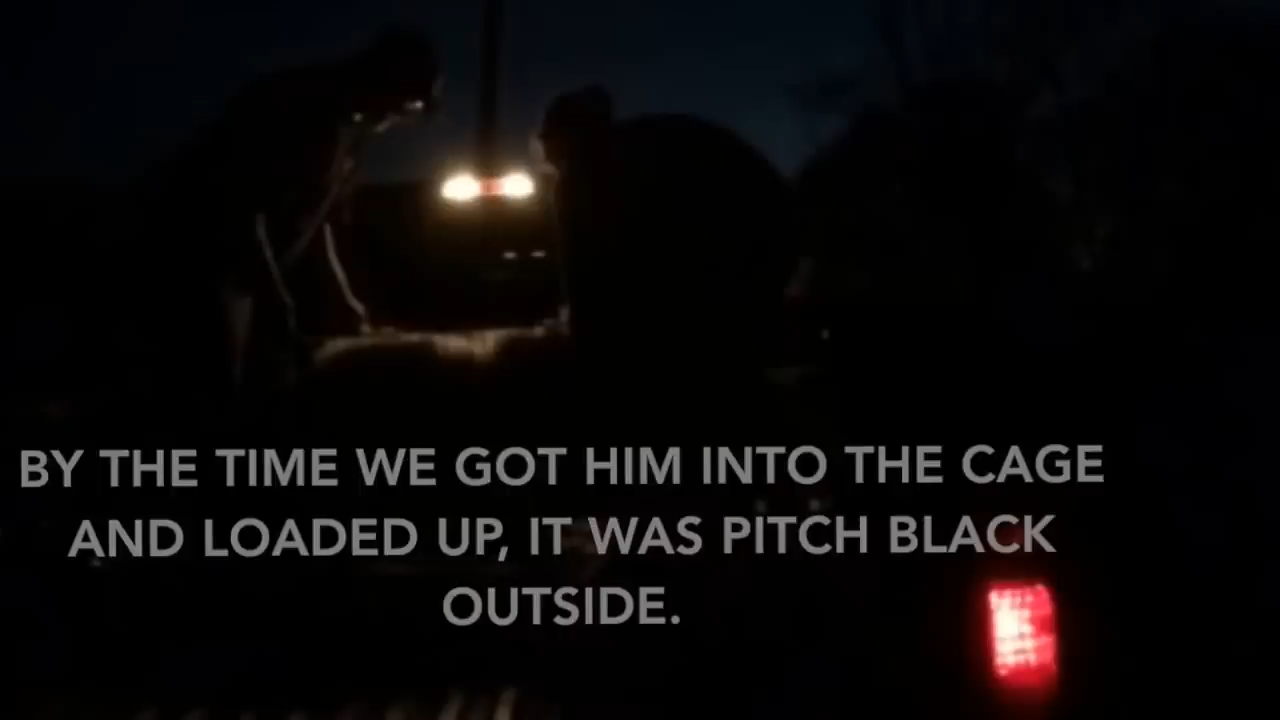 BY THE TIME WE GOT HIM INTO THE CAGE
AND LOADED UP, IT WAS PITCH BLACK
OUTSIDE.